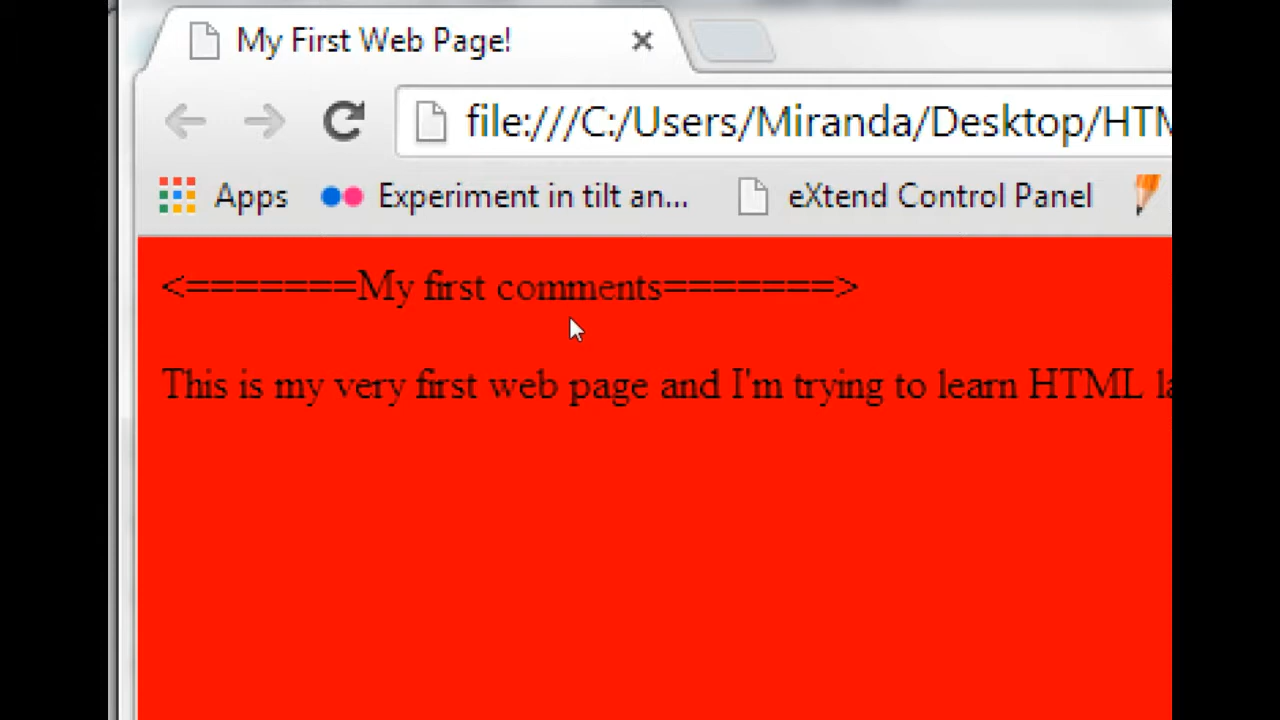 My First Web Page!
file:///C:/Users/Miranda/Desktop/HTM
Apps Experiment in tilt an... eXtend Control Panel
<=======My first comments=======>
This is my very first web page and I'm trying to learn HTML la